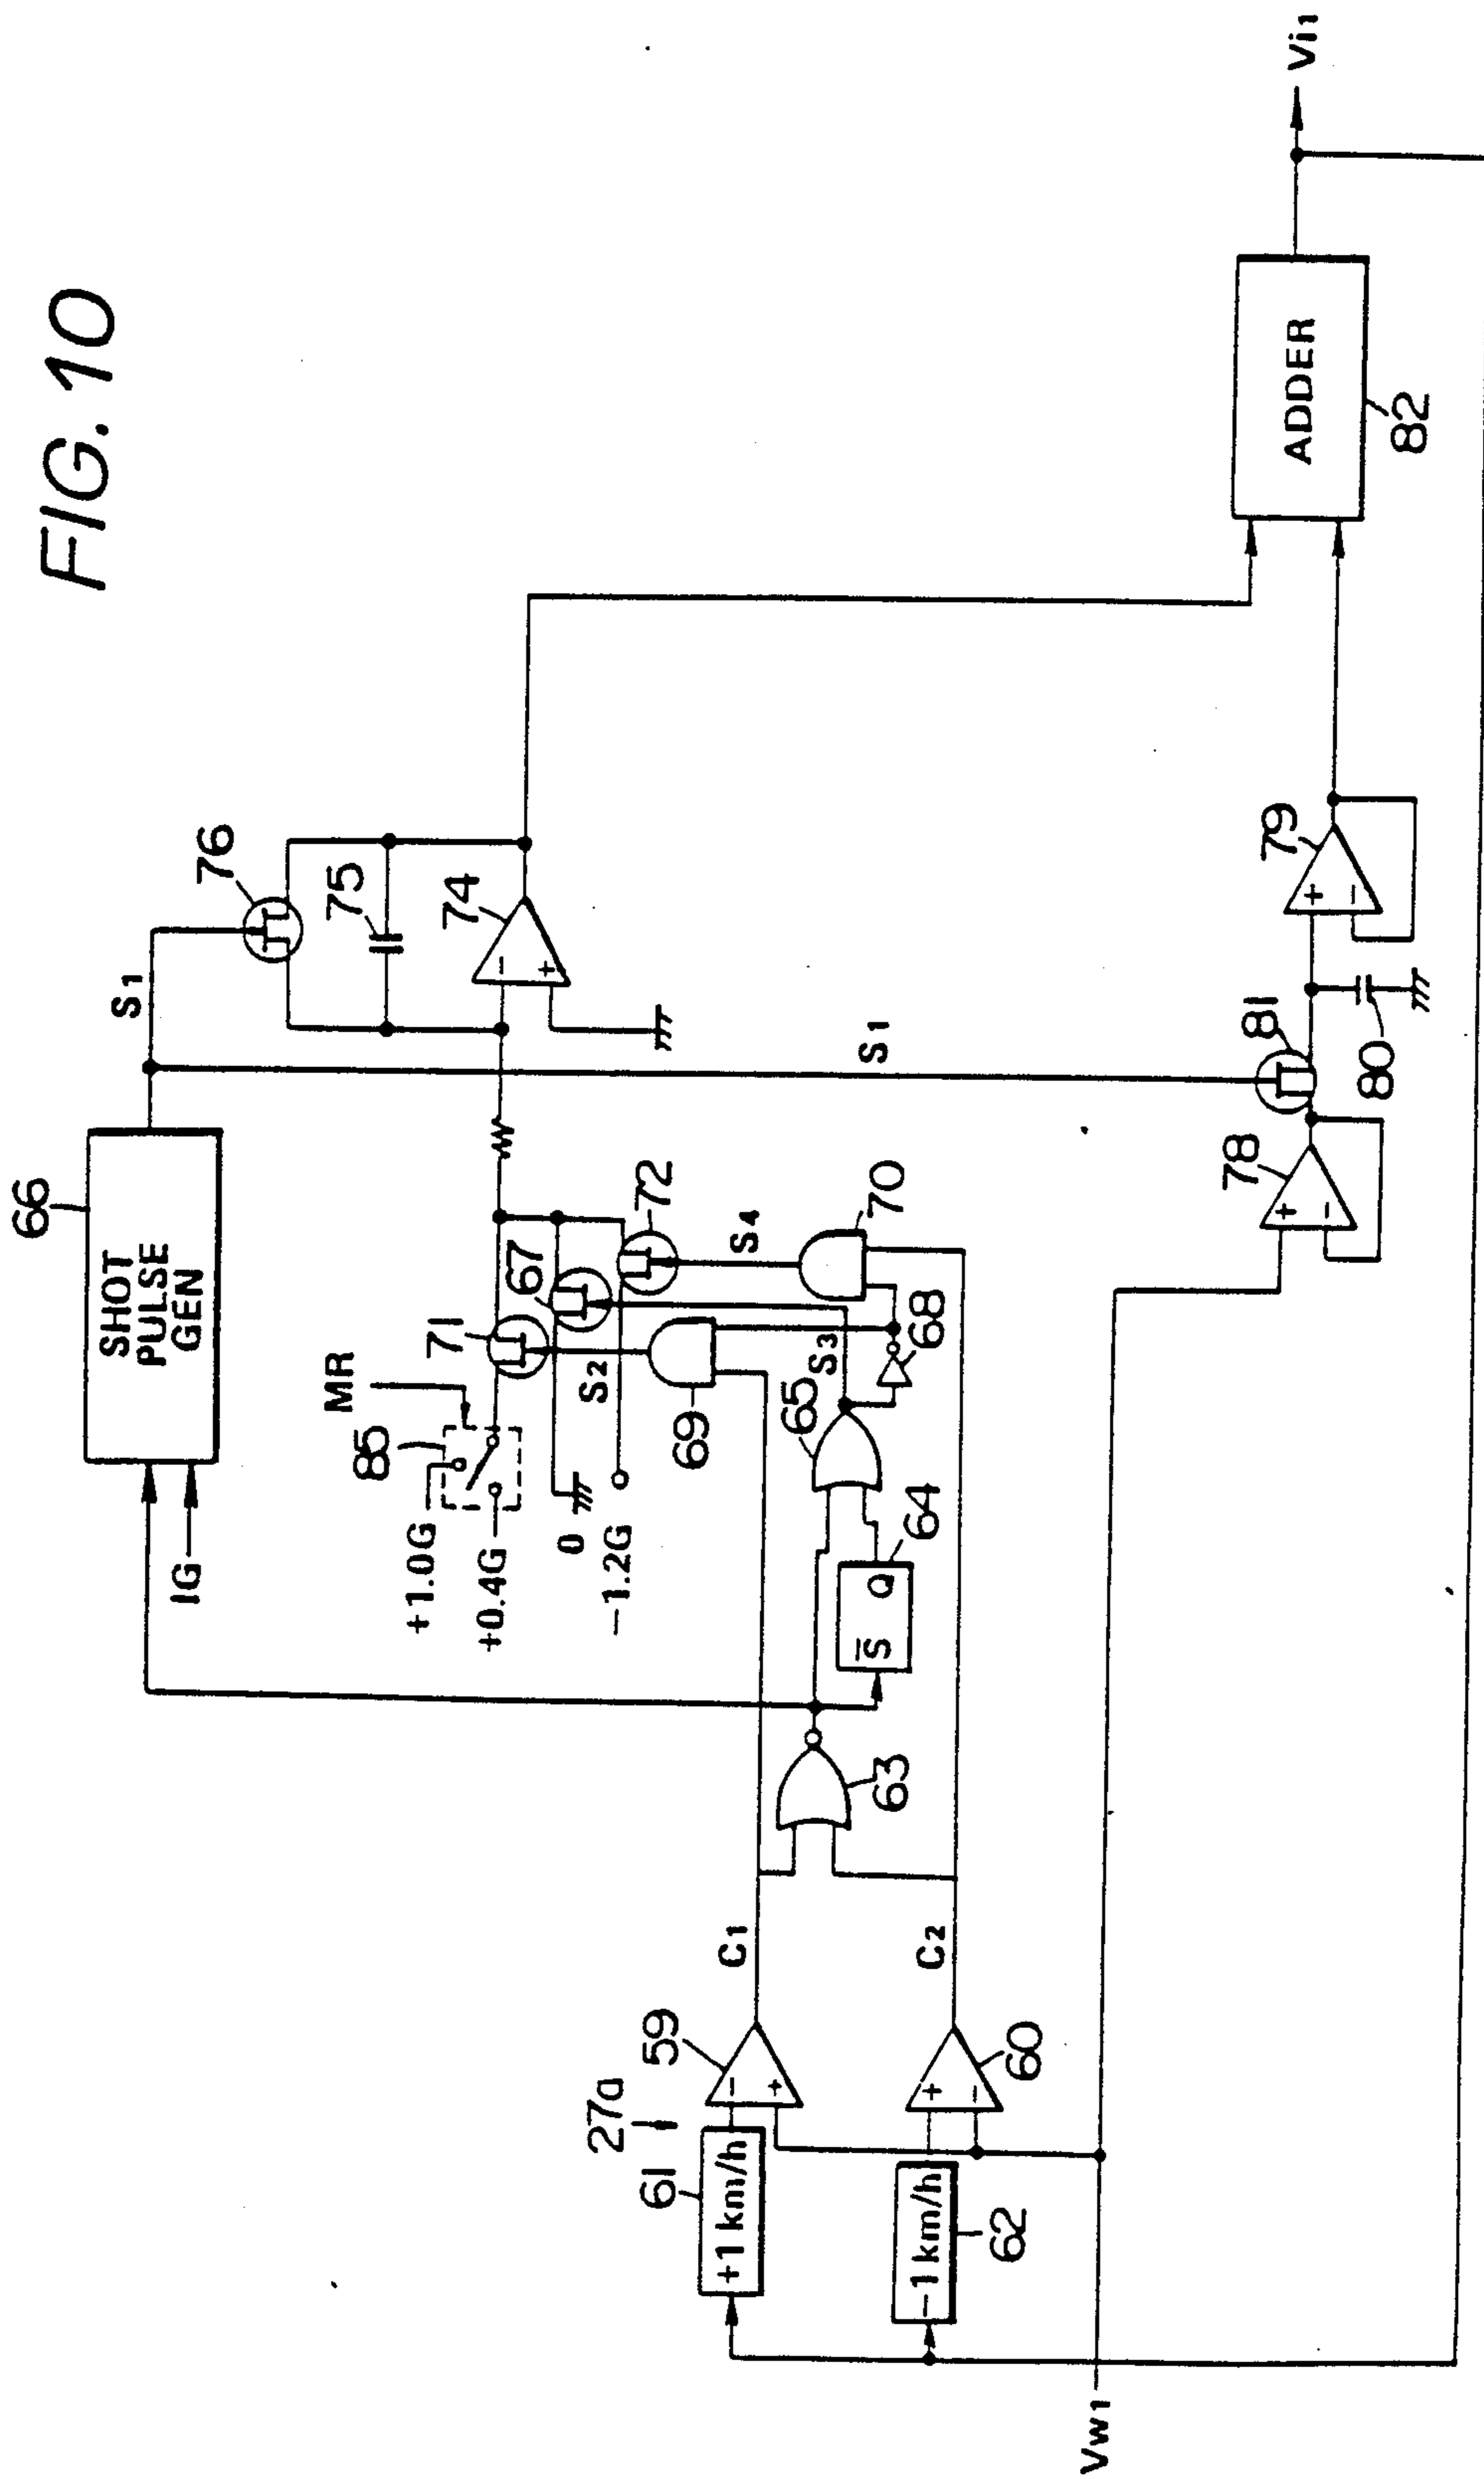 FIG. 10
66
SHOT
PULSE
GEN
IG
S1
76
75
74
MR
85
+1.0G
+0.4G
0
-1.2G
71
67
72
S2
S3
S4
69
70
68
65
64
S̅ Q
63
C1
C2
59
60
27a
61
+1 km/h
62
-1 km/h
Vw1
S1
78
81
80
79
ADDER
82
Vi1
- +
+ -
- +
+ -
+ -